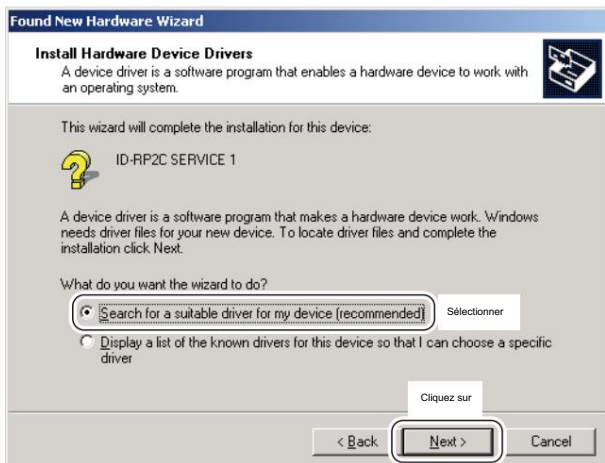 Found New Hardware Wizard
Install Hardware Device Drivers
A device driver is a software program that enables a hardware device to work with
an operating system.
This wizard will complete the installation for this device:
ID-RP2C SERVICE 1
A device driver is a software program that makes a hardware device work. Windows
needs driver files for your new device. To locate driver files and complete the
installation click Next.
What do you want the wizard to do?
Search for a suitable driver for my device (recommended)
Sélectionner
Display a list of the known drivers for this device so that I can choose a specific
driver
Cliquez sur
< Back
Next >
Cancel